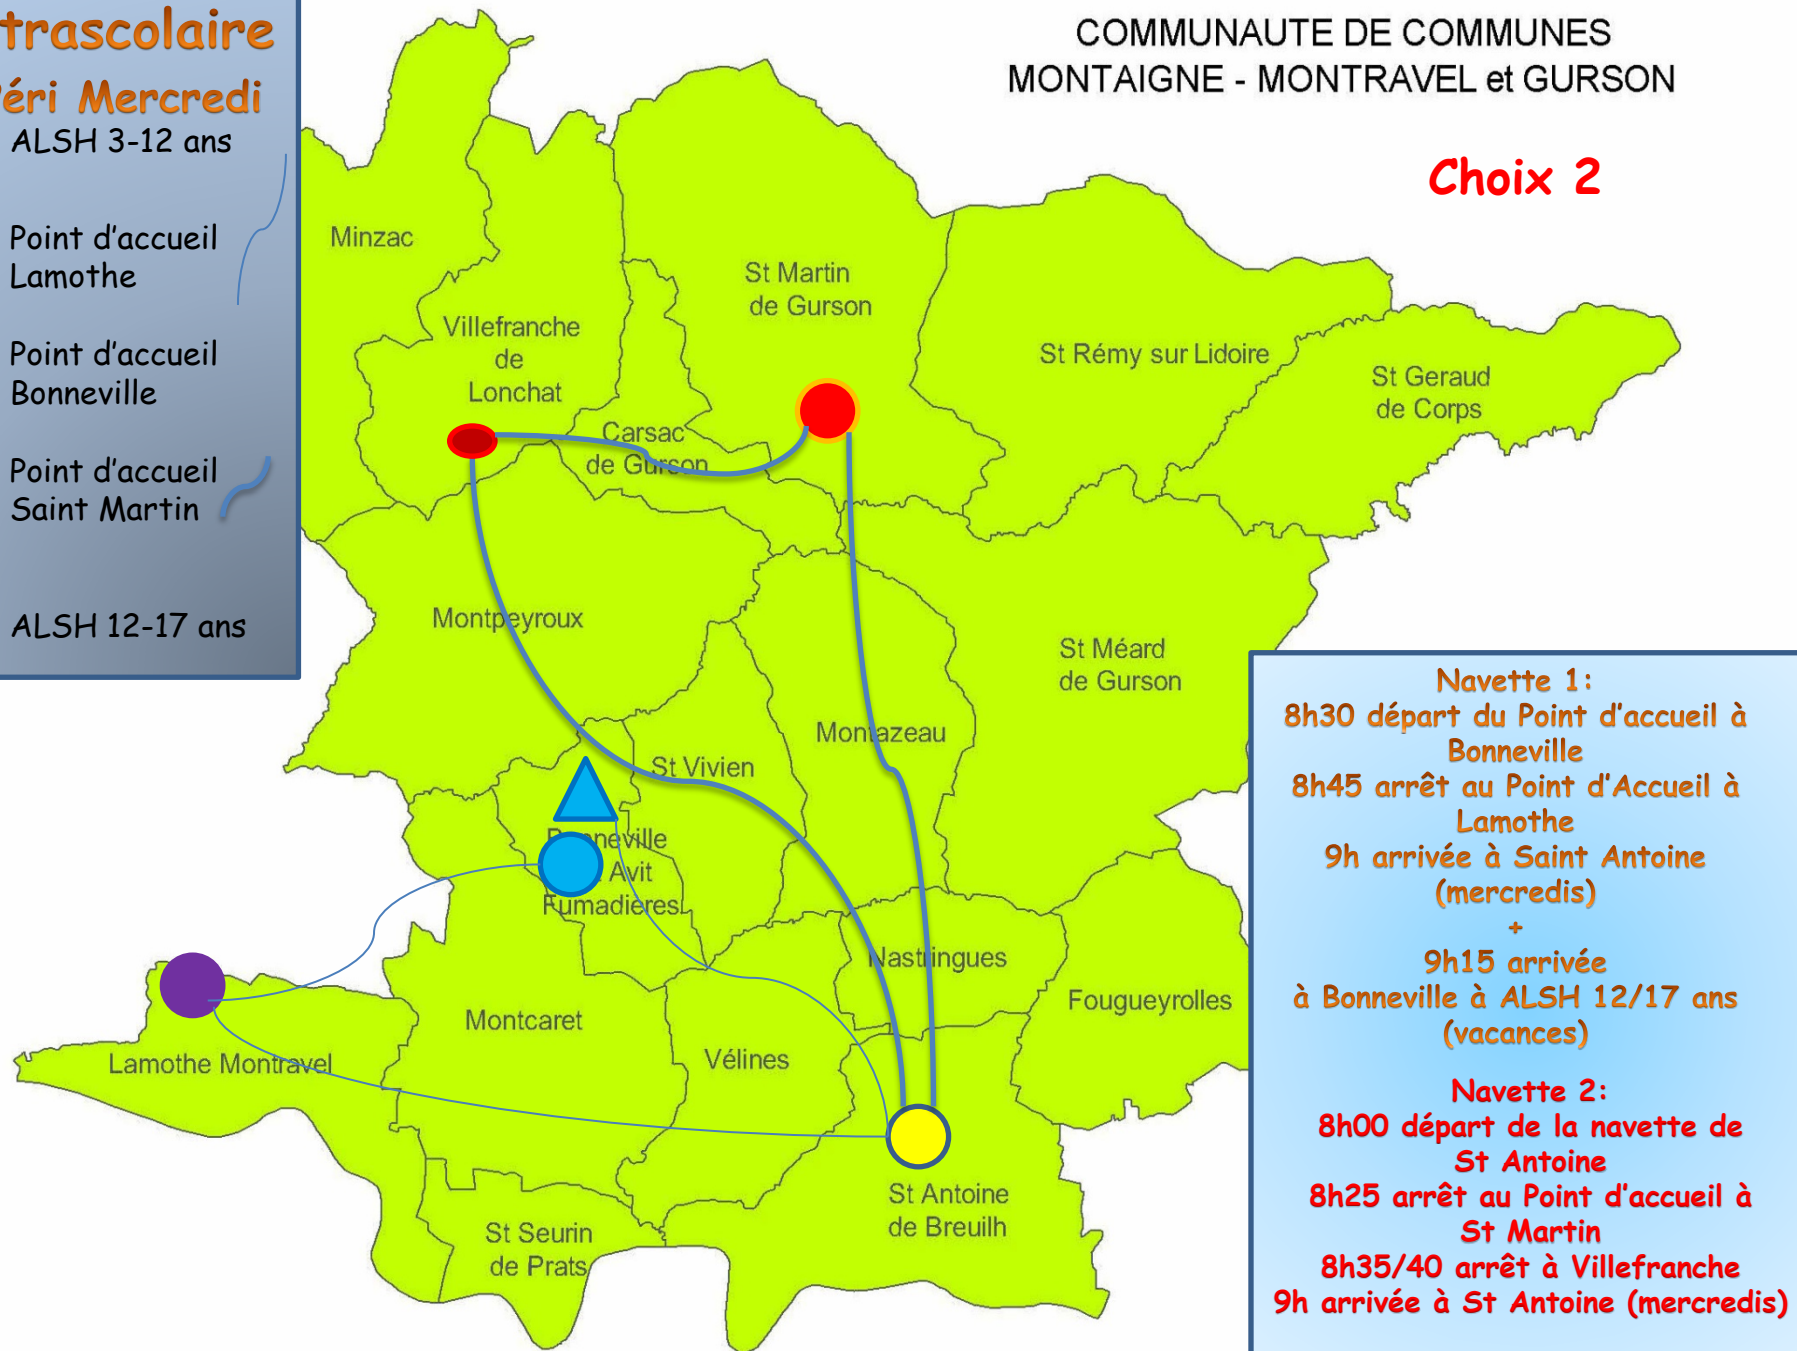 trascolaire
éri Mercredi
ALSH 3-12 ans
Point d'accueil
Lamothe
Point d'accueil
Bonneville
Point d'accueil
Saint Martin
ALSH 12-17 ans
COMMUNAUTE DE COMMUNES
MONTAIGNE - MONTRAVEL et GURSON
Choix 2
Minzac
St Martin
de Gurson
Villefranche
de
Lonchat
St Rémy sur Lidoire
St Geraud
de Corps
Carsac
de Gurson
Montpeyroux
St Méard
de Gurson
Montazeau
St Vivien
Bonneville
Avit
Fumadieres
Nastringues
Fougueyrolles
Montcaret
Vélines
Lamothe Montravel
St Antoine
de Breuilh
St Seurin
de Prats
Navette 1:
8h30 départ du Point d'accueil à
Bonneville
8h45 arrêt au Point d'Accueil à
Lamothe
9h arrivée à Saint Antoine
(mercredis)
+
9h15 arrivée
à Bonneville à ALSH 12/17 ans
(vacances)
Navette 2:
8h00 départ de la navette de
St Antoine
8h25 arrêt au Point d'accueil à
St Martin
8h35/40 arrêt à Villefranche
9h arrivée à St Antoine (mercredis)